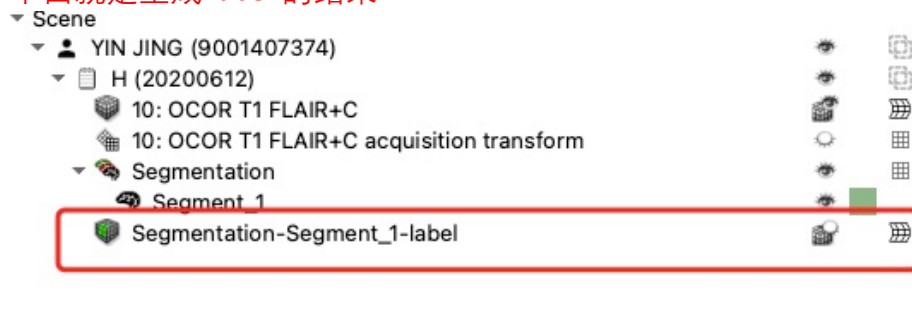 Scene
YIN JING (9001407374)
H (20200612)
10: OCOR T1 FLAIR+C
10: OCOR T1 FLAIR+C acquisition transform
Segmentation
Segment_1
Segmentation-Segment_1-label